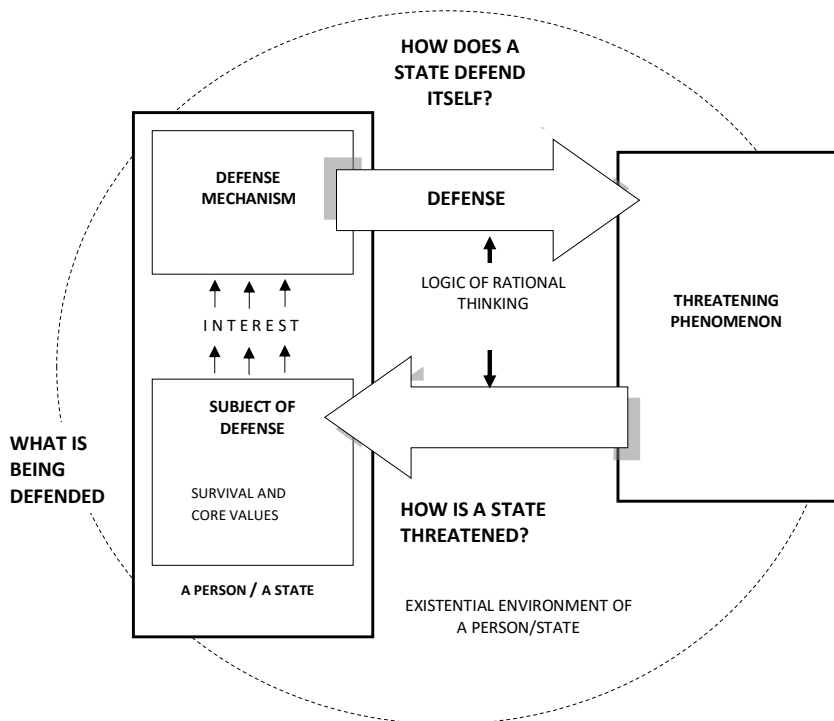 HOW DOES A
STATE DEFEND
ITSELF?
DEFENSE
MECHANISM
DEFENSE
LOGIC OF RATIONAL
THINKING
THREATENING
PHENOMENON
I N T E R E S T
SUBJECT OF
DEFENSE
SURVIVAL AND
CORE VALUES
WHAT IS
BEING
DEFENDED
HOW IS A STATE
THREATENED?
A PERSON / A STATE
EXISTENTIAL ENVIRONMENT OF
A PERSON/STATE